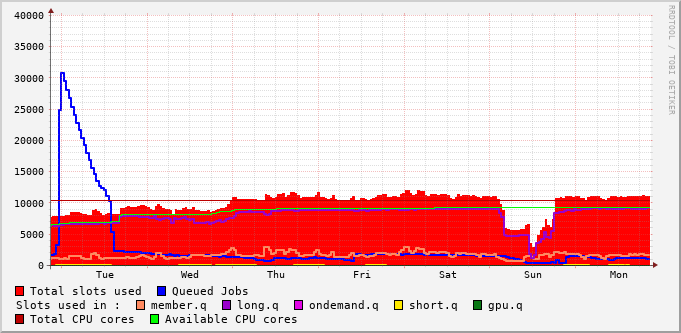 40000
35000
30000
25000
20000
15000
10000
5000
0
Tue Wed Thu Fri Sat Sun Mon
RRDTOOL / TOBI OETIKER
Total slots used Queued Jobs
Slots used in : member.q long.q ondemand.q short.q gpu.q
Total CPU cores Available CPU cores